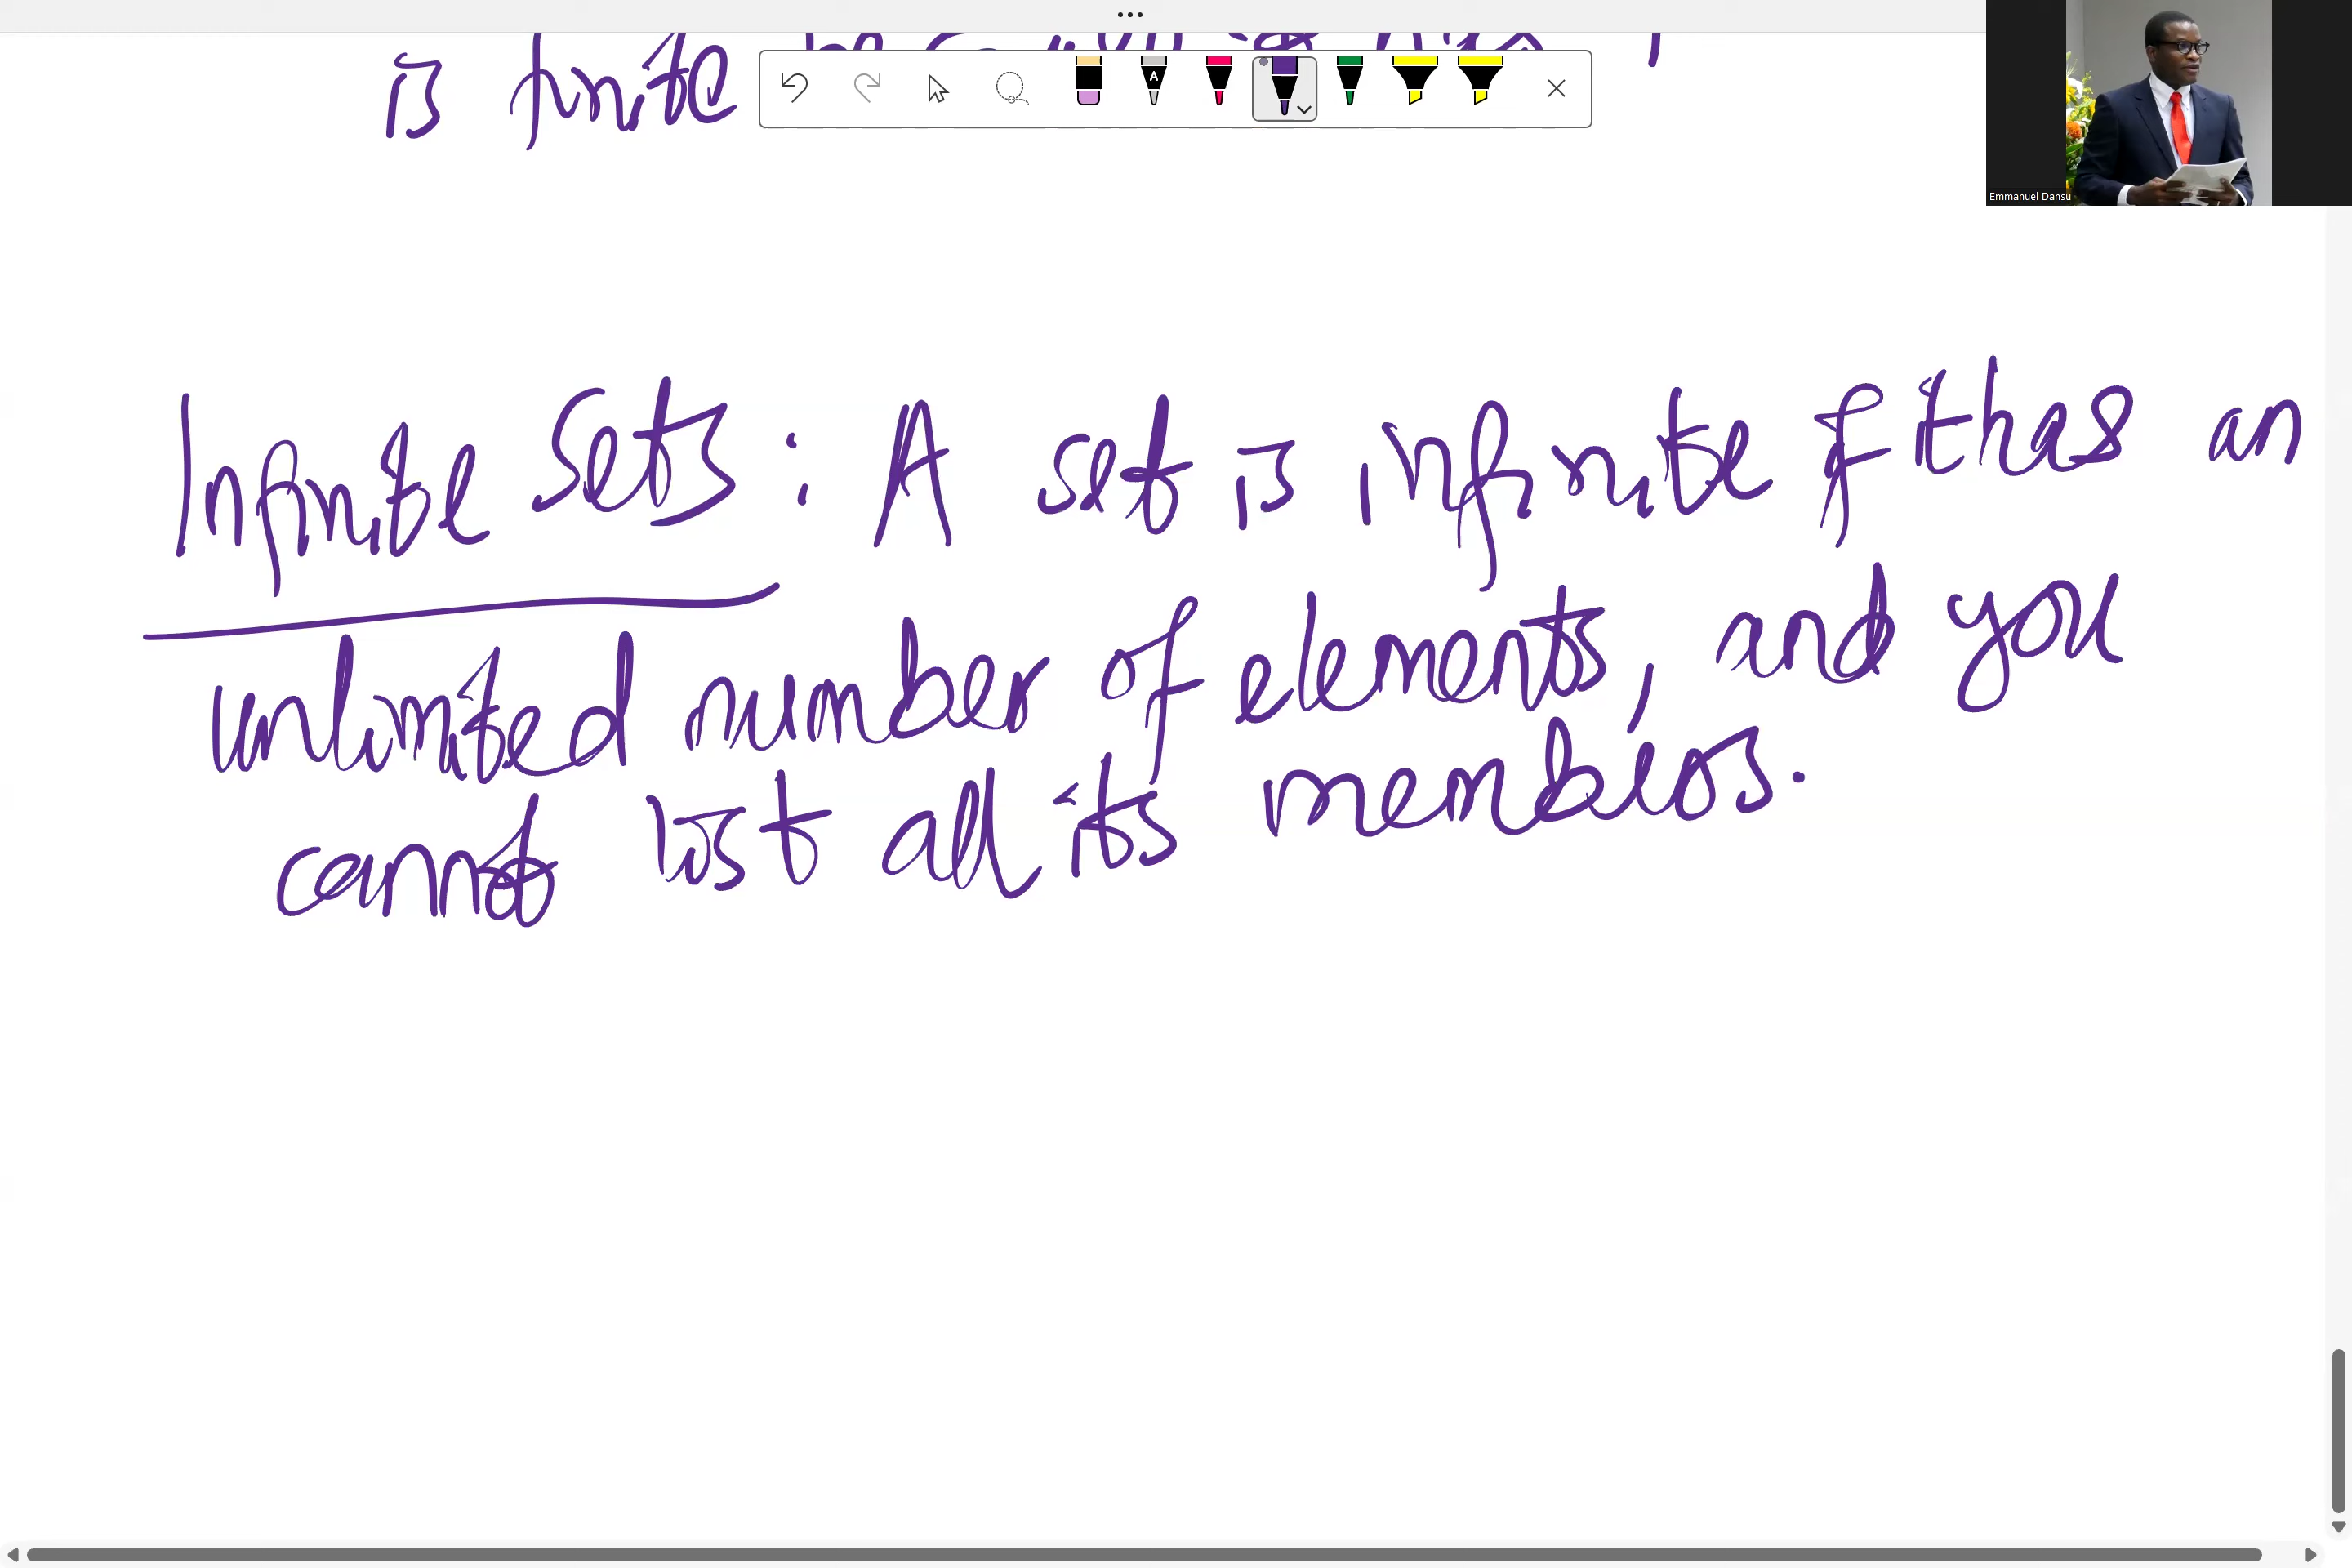 is finite
Emmanuel Dansu
Infinite Sets : A set is infinite if it has an
unlimited number of elements, and you
cannot list all its members.